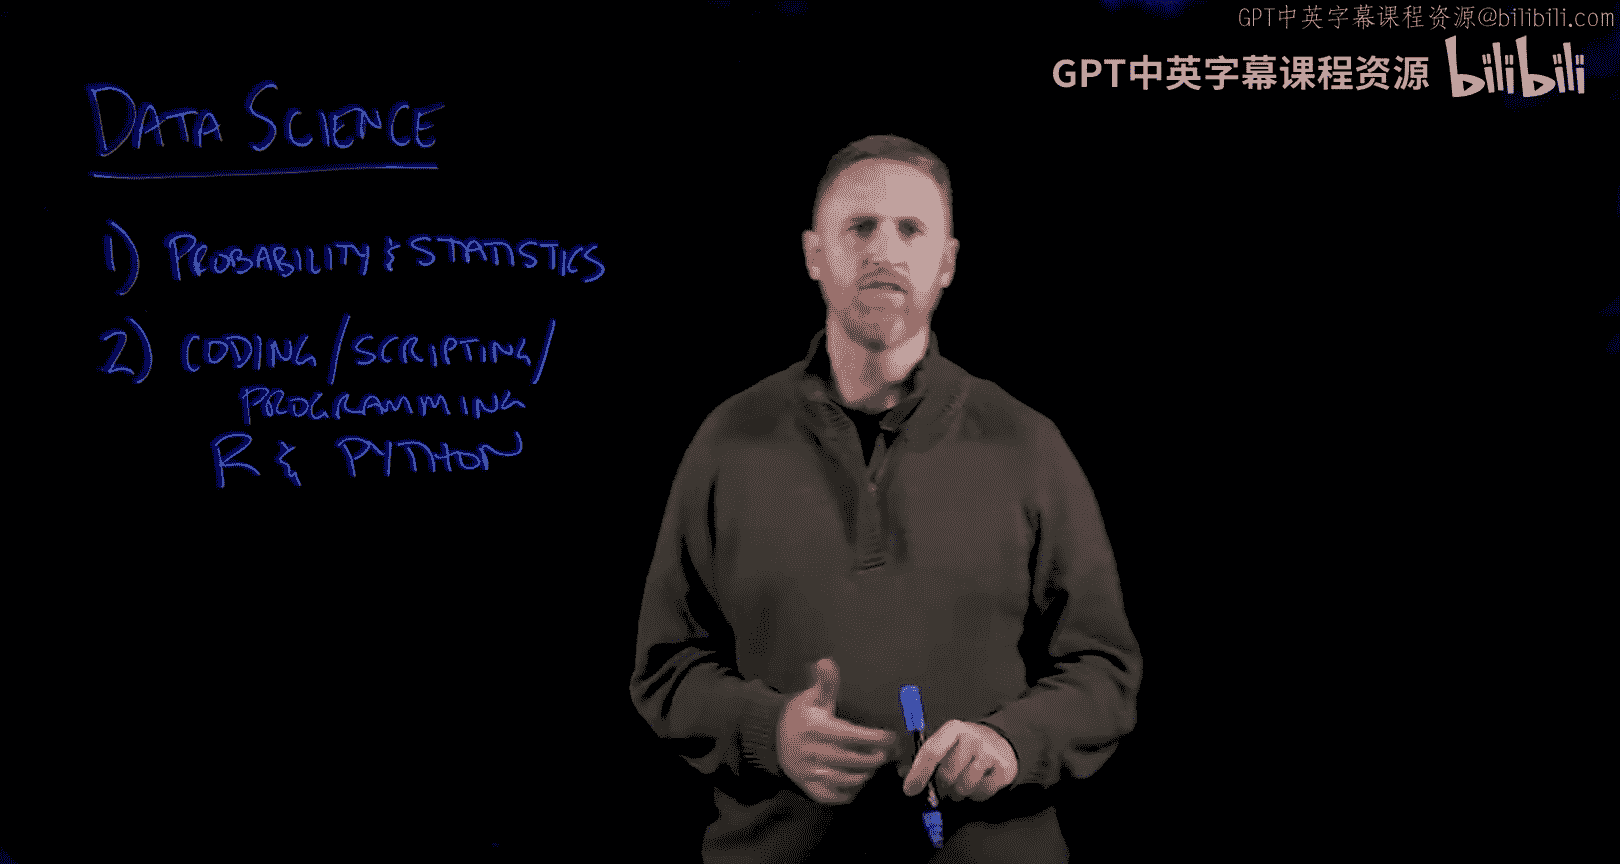 GPT中英字幕课程资源@bilibili.com
GPT中英字幕课程资源 bilibili
DATA SCIENCE
1) PROBABILITY & STATISTICS
2) CODING/SCRIPTING/
PROGRAMMING
R & PYTHON